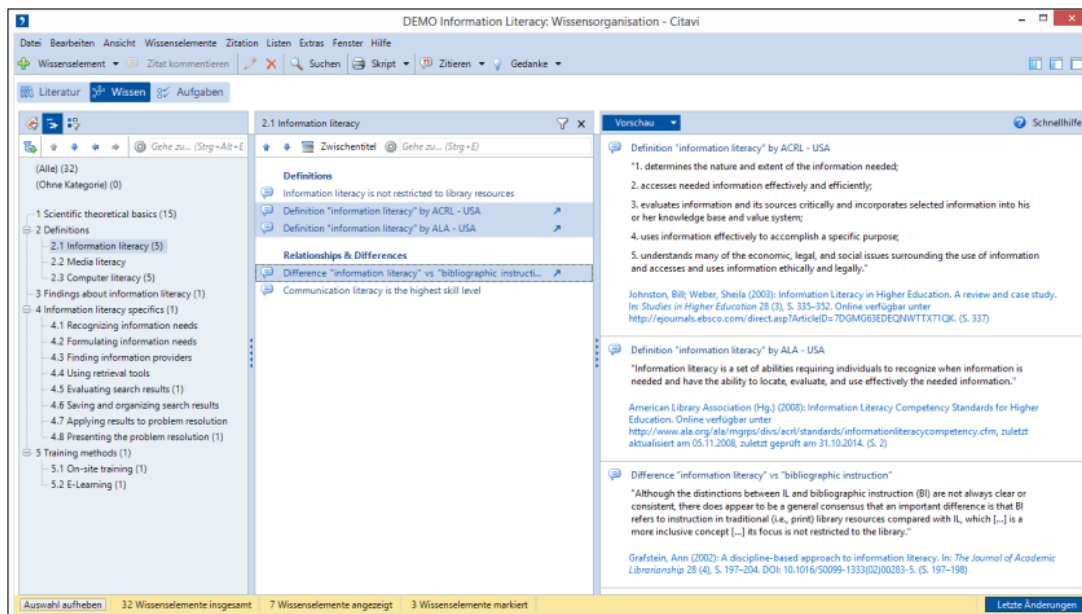 DEMO Information Literacy: Wissensorganisation - Citavi
Datei Bearbeiten Ansicht Wissenselemente Zitation Listen Extras Fenster Hilfe
Wissenselement Zitat kommentieren Suchen Skript Zitieren Gedanke
Literatur Wissen Aufgaben
Gehe zu... (Strg+Alt+E
(Alle) (32)
(Ohne Kategorie) (0)
1 Scientific theoretical basics (15)
2 Definitions
2.1 Information literacy (5)
2.2 Media literacy
2.3 Computer literacy (5)
3 Findings about information literacy (1)
4 Information literacy specifics (1)
4.1 Recognizing information needs
4.2 Formulating information needs
4.3 Finding information providers
4.4 Using retrieval tools
4.5 Evaluating search results (1)
4.6 Saving and organizing search results
4.7 Applying results to problem resolution
4.8 Presenting the problem resolution (1)
5 Training methods (1)
5.1 On-site training (1)
5.2 E-Learning (1)
2.1 Information literacy
Zwischentitel Gehe zu... (Strg+E)
Definitions
Information literacy is not restricted to library resources
Definition "information literacy" by ACRL - USA
Definition "information literacy" by ALA - USA
Relationships & Differences
Difference "information literacy" vs "bibliographic instructi...
Communication literacy is the highest skill level
Vorschau Schnellhilfe
Definition "information literacy" by ACRL - USA
"1. determines the nature and extent of the information needed;
2. accesses needed information effectively and efficiently;
3. evaluates information and its sources critically and incorporates selected information into his
or her knowledge base and value system;
4. uses information effectively to accomplish a specific purpose;
5. understands many of the economic, legal, and social issues surrounding the use of information
and accesses and uses information ethically and legally."
Johnston, Bill; Weber, Sheila (2003): Information Literacy in Higher Education. A review and case study.
In: Studies in Higher Education 28 (3), S. 335–352. Online verfügbar unter
http://ejournals.ebsco.com/direct.asp?ArticleID=7DGMG63EDEQNWTTX71QK. (S. 337)
Definition "information literacy" by ALA - USA
"Information literacy is a set of abilities requiring individuals to recognize when information is
needed and have the ability to locate, evaluate, and use effectively the needed information."
American Library Association (Hg.) (2008): Information Literacy Competency Standards for Higher
Education. Online verfügbar unter
http://www.ala.org/ala/mgrps/divs/acrl/standards/informationliteracycompetency.cfm, zuletzt
aktualisiert am 05.11.2008, zuletzt geprüft am 31.10.2014. (S. 2)
Difference "information literacy" vs "bibliographic instruction"
"Although the distinctions between IL and bibliographic instruction (BI) are not always clear or
consistent, there does appear to be a general consensus that an important difference is that BI
refers to instruction in traditional (i.e., print) library resources compared with IL, which [...] is a
more inclusive concept [...] its focus is not restricted to the library."
Grafstein, Ann (2002): A discipline-based approach to information literacy. In: The Journal of Academic
Librarianship 28 (4), S. 197–204. DOI: 10.1016/S0099-1333(02)00283-5. (S. 197–198)
Auswahl aufheben 32 Wissenselemente insgesamt 7 Wissenselemente angezeigt 3 Wissenselemente markiert Letzte Änderungen